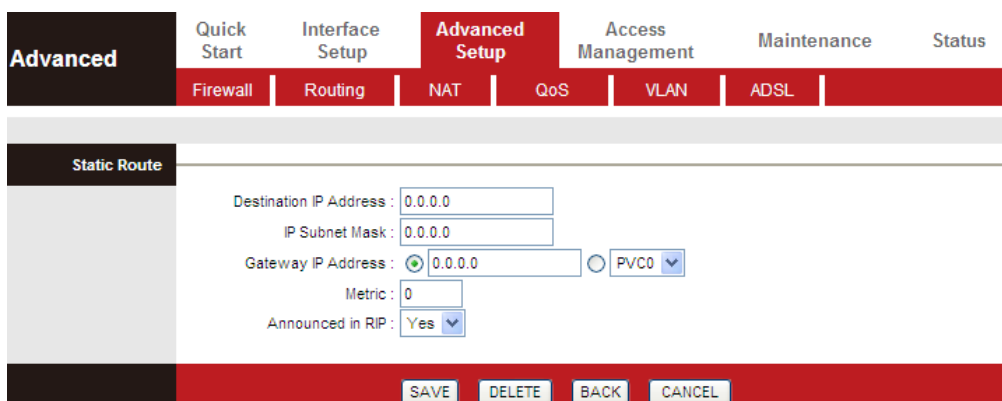 Advanced
Quick Start
Interface Setup
Advanced Setup
Access Management
Maintenance
Status
Firewall
Routing
NAT
QoS
VLAN
ADSL
Static Route
Destination IP Address : 0.0.0.0
IP Subnet Mask : 0.0.0.0
Gateway IP Address : 0.0.0.0 PVC0
Metric : 0
Announced in RIP : Yes
SAVE DELETE BACK CANCEL